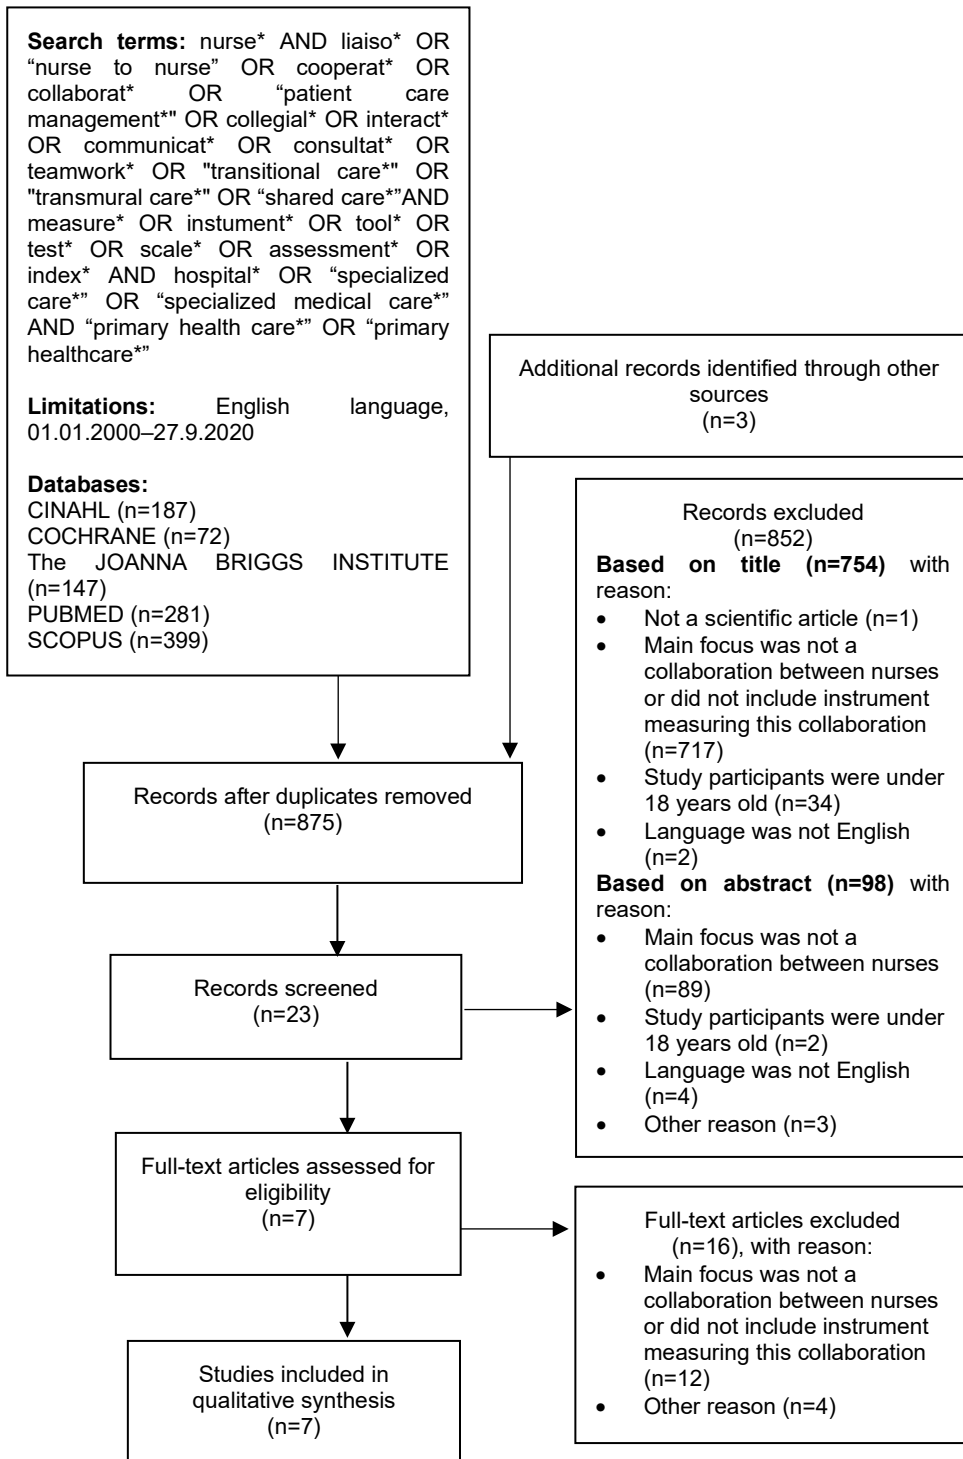 Search terms: nurse* AND liaiso* OR
“nurse to nurse” OR cooperat* OR
collaborat* OR “patient care
management*" OR collegial* OR interact*
OR communicat* OR consultat* OR
teamwork* OR "transitional care*" OR
"transmural care*" OR “shared care*”AND
measure* OR instument* OR tool* OR
test* OR scale* OR assessment* OR
index* AND hospital* OR “specialized
care*” OR “specialized medical care*”
AND “primary health care*” OR “primary
healthcare*”
Limitations: English language,
01.01.2000–27.9.2020
Databases:
CINAHL (n=187)
COCHRANE (n=72)
The JOANNA BRIGGS INSTITUTE
(n=147)
PUBMED (n=281)
SCOPUS (n=399)
Additional records identified through other
sources
(n=3)
Records after duplicates removed
(n=875)
Records excluded
(n=852)
Based on title (n=754) with
reason:
• Not a scientific article (n=1)
• Main focus was not a
collaboration between nurses
or did not include instrument
measuring this collaboration
(n=717)
• Study participants were under
18 years old (n=34)
• Language was not English
(n=2)
Based on abstract (n=98) with
reason:
• Main focus was not a
collaboration between nurses
(n=89)
• Study participants were under
18 years old (n=2)
• Language was not English
(n=4)
• Other reason (n=3)
Records screened
(n=23)
Full-text articles assessed for
eligibility
(n=7)
Full-text articles excluded
(n=16), with reason:
• Main focus was not a
collaboration between nurses
or did not include instrument
measuring this collaboration
(n=12)
• Other reason (n=4)
Studies included in
qualitative synthesis
(n=7)